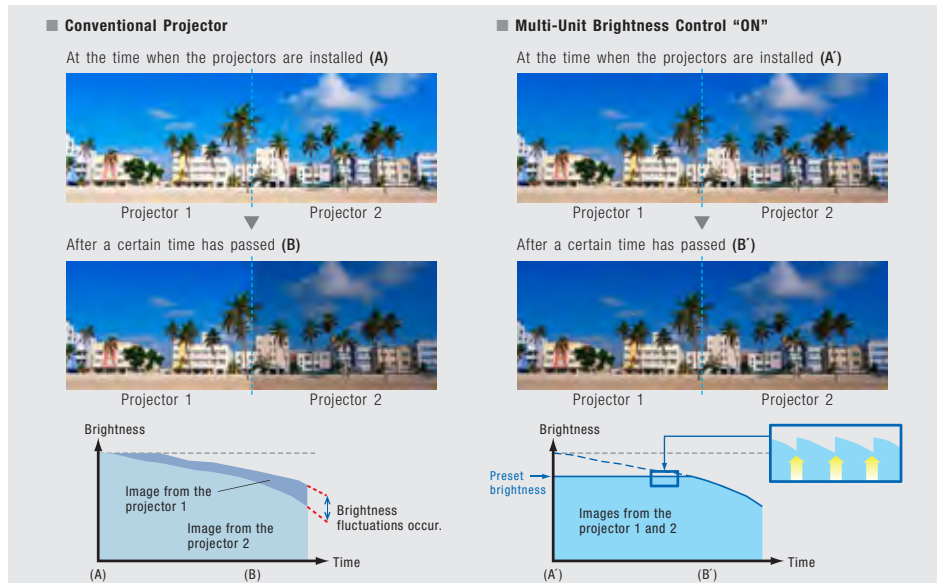 ■ Conventional Projector
At the time when the projectors are installed (A)
Projector 1
Projector 2
After a certain time has passed (B)
Projector 1
Projector 2
Brightness
Image from the
projector 1
Image from the
projector 2
Brightness
fluctuations occur.
Time
(A)
(B)
■ Multi-Unit Brightness Control “ON”
At the time when the projectors are installed (A´)
Projector 1
Projector 2
After a certain time has passed (B´)
Projector 1
Projector 2
Brightness
Preset
brightness
Images from the
projector 1 and 2
Time
(A´)
(B´)